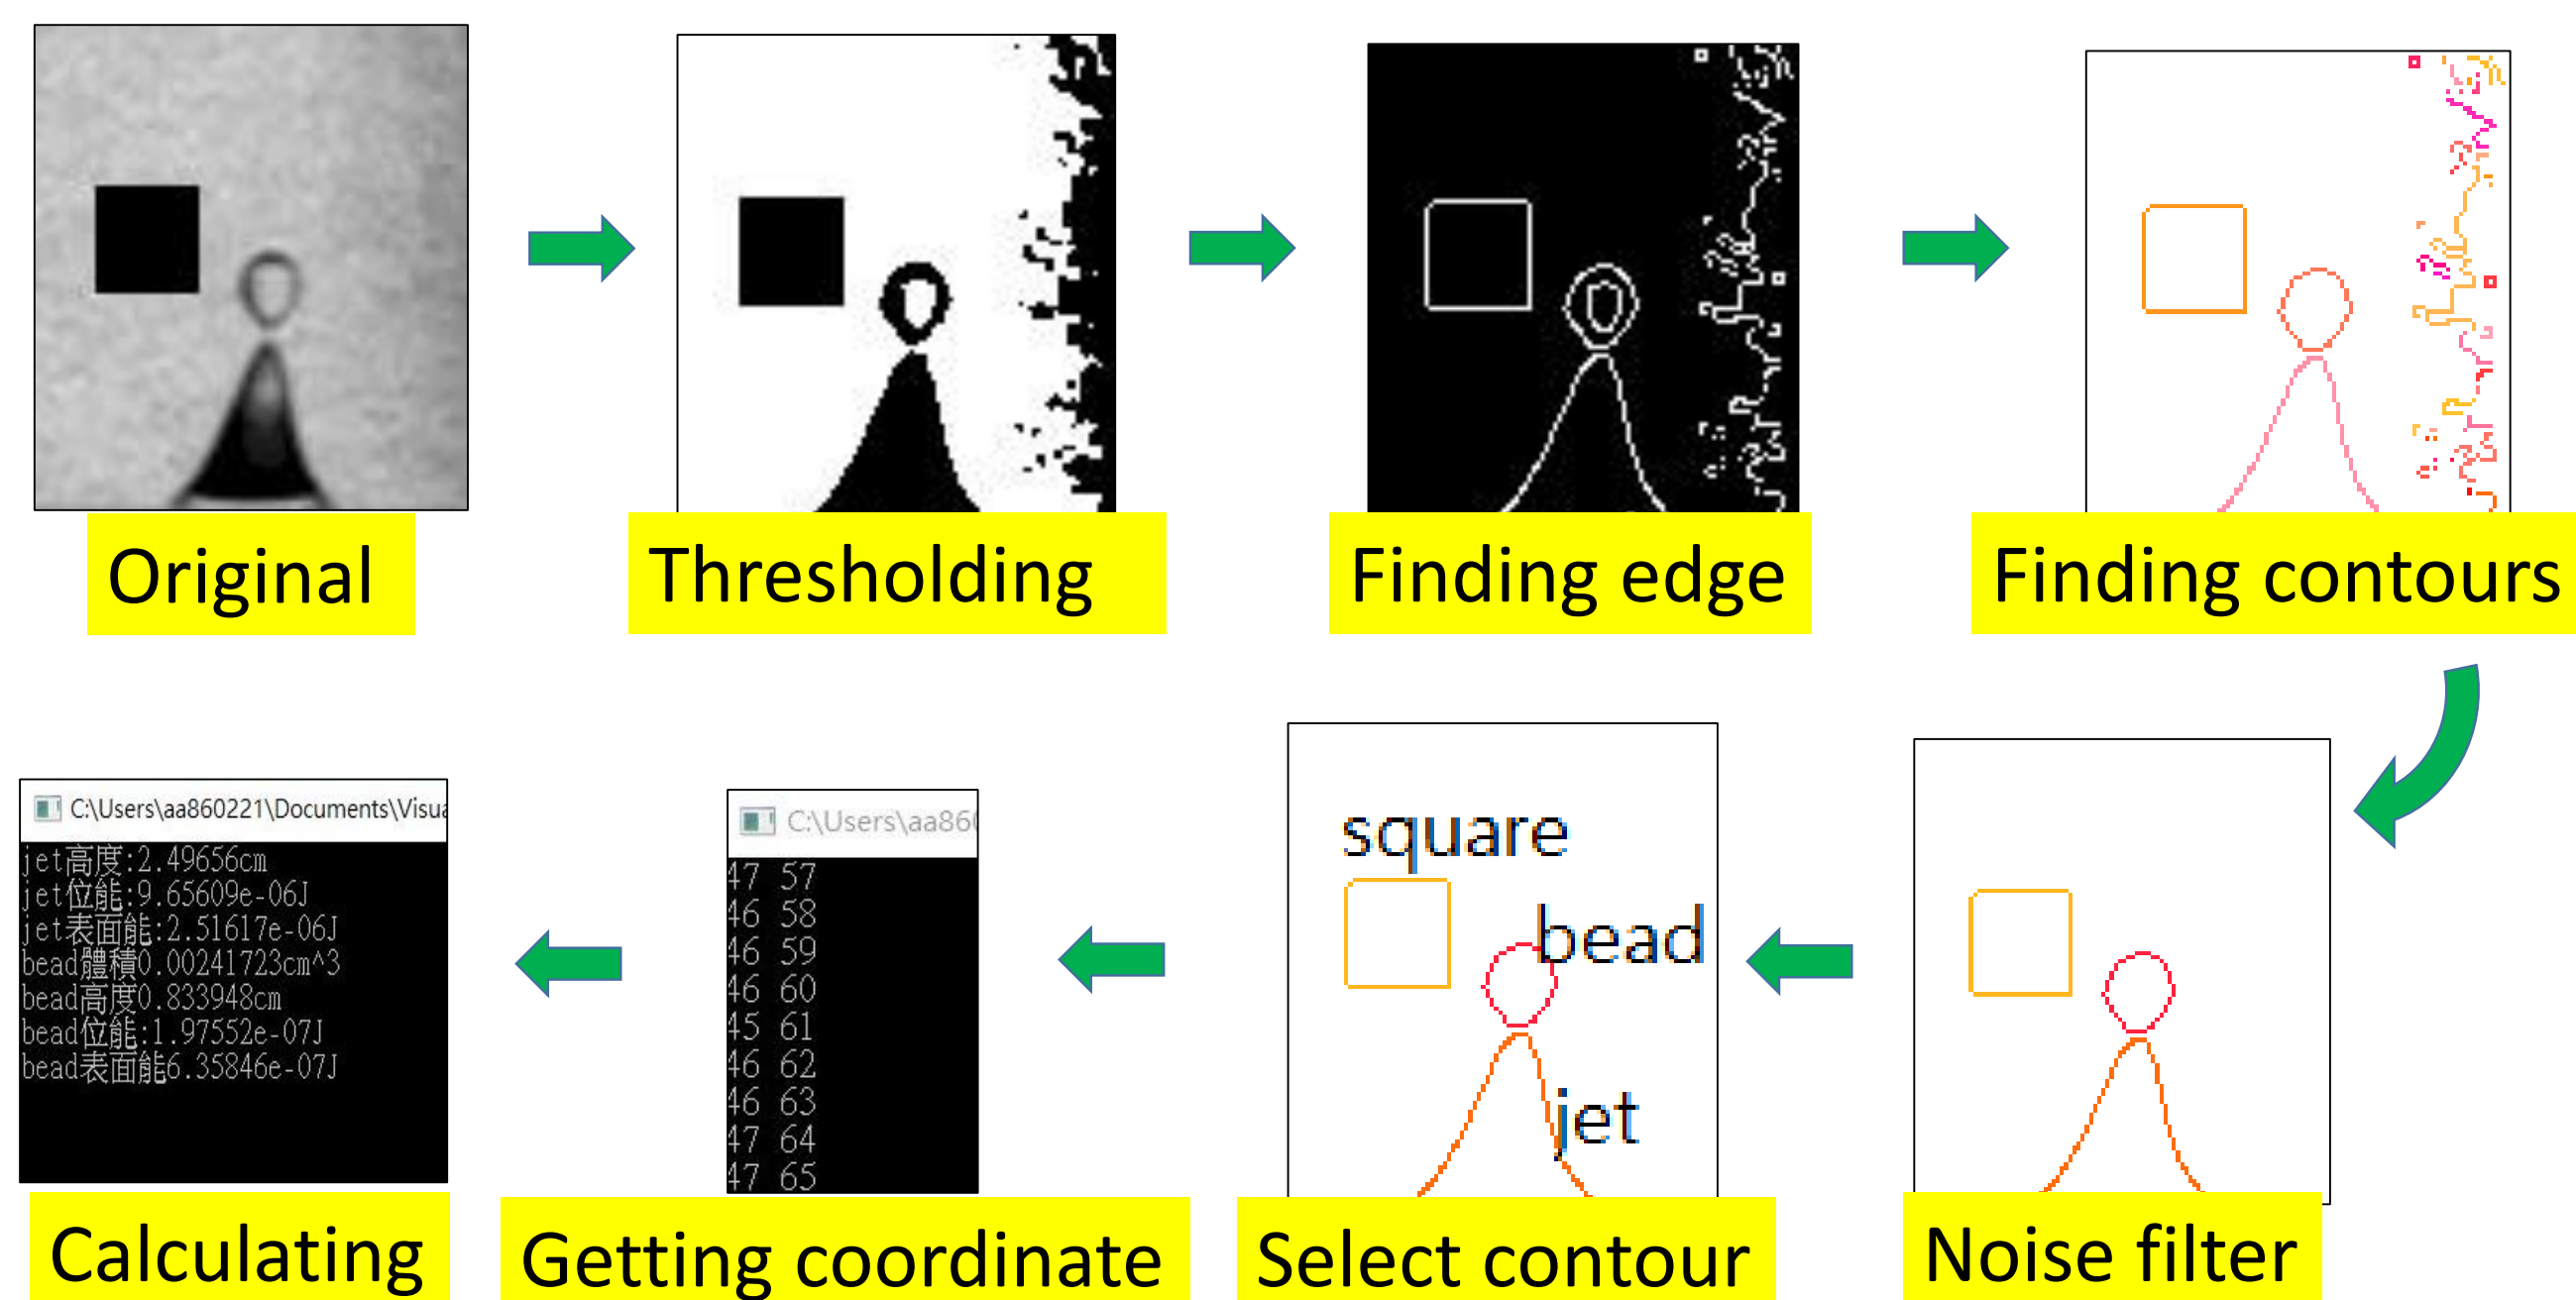 Original
Thresholding
Finding edge
Finding contours
C:\Users\aa860221\Documents\Visua
jet高度:2.49656cm
jet位能:9.65609e-06J
jet表面能:2.51617e-06J
bead體積0.00241723cm^3
bead高度0.833948cm
bead位能:1.97552e-07J
bead表面能6.35846e-07J
Calculating
C:\Users\aa86
47 57
46 58
46 59
46 60
45 61
46 62
46 63
47 64
47 65
Getting coordinate
square
bead
jet
Select contour
Noise filter